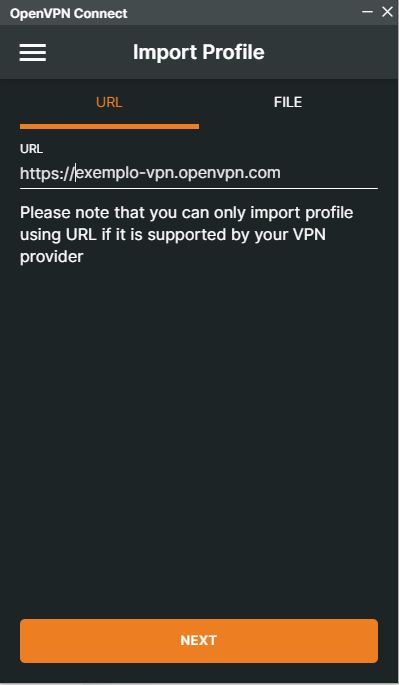 OpenVPN Connect
Import Profile
URL
FILE
URL
https://exemplo-vpn.openvpn.com
Please note that you can only import profile
using URL if it is supported by your VPN
provider
NEXT